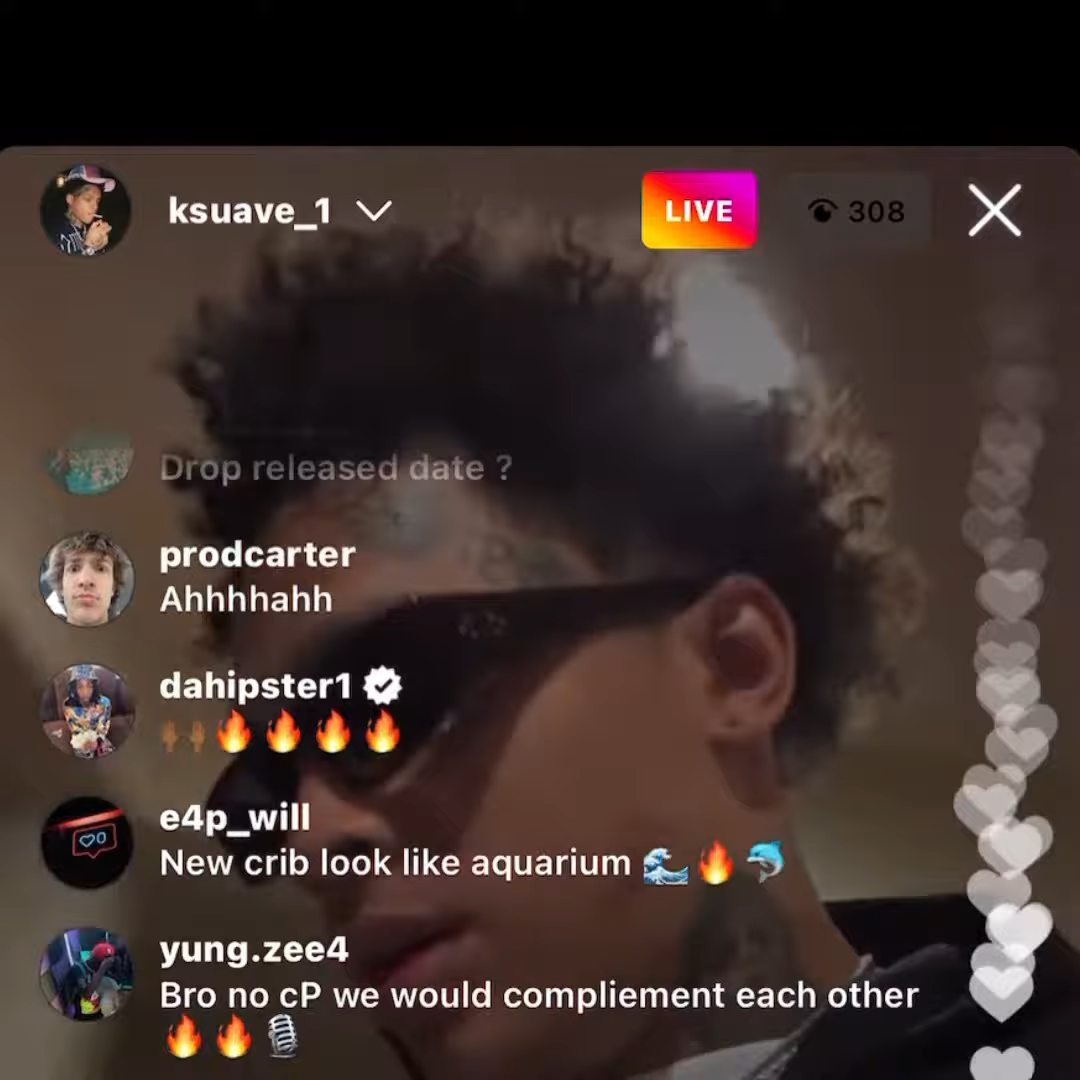 ksuave_1
LIVE
308
Drop released date ?
prodcarter
Ahhhhahh
dahipster1
🙌🏾🔥🔥🔥🔥
e4p_will
New crib look like aquarium 🌊🔥🐬
yung.zee4
Bro no cP we would compliement each other
🔥🔥🎙️